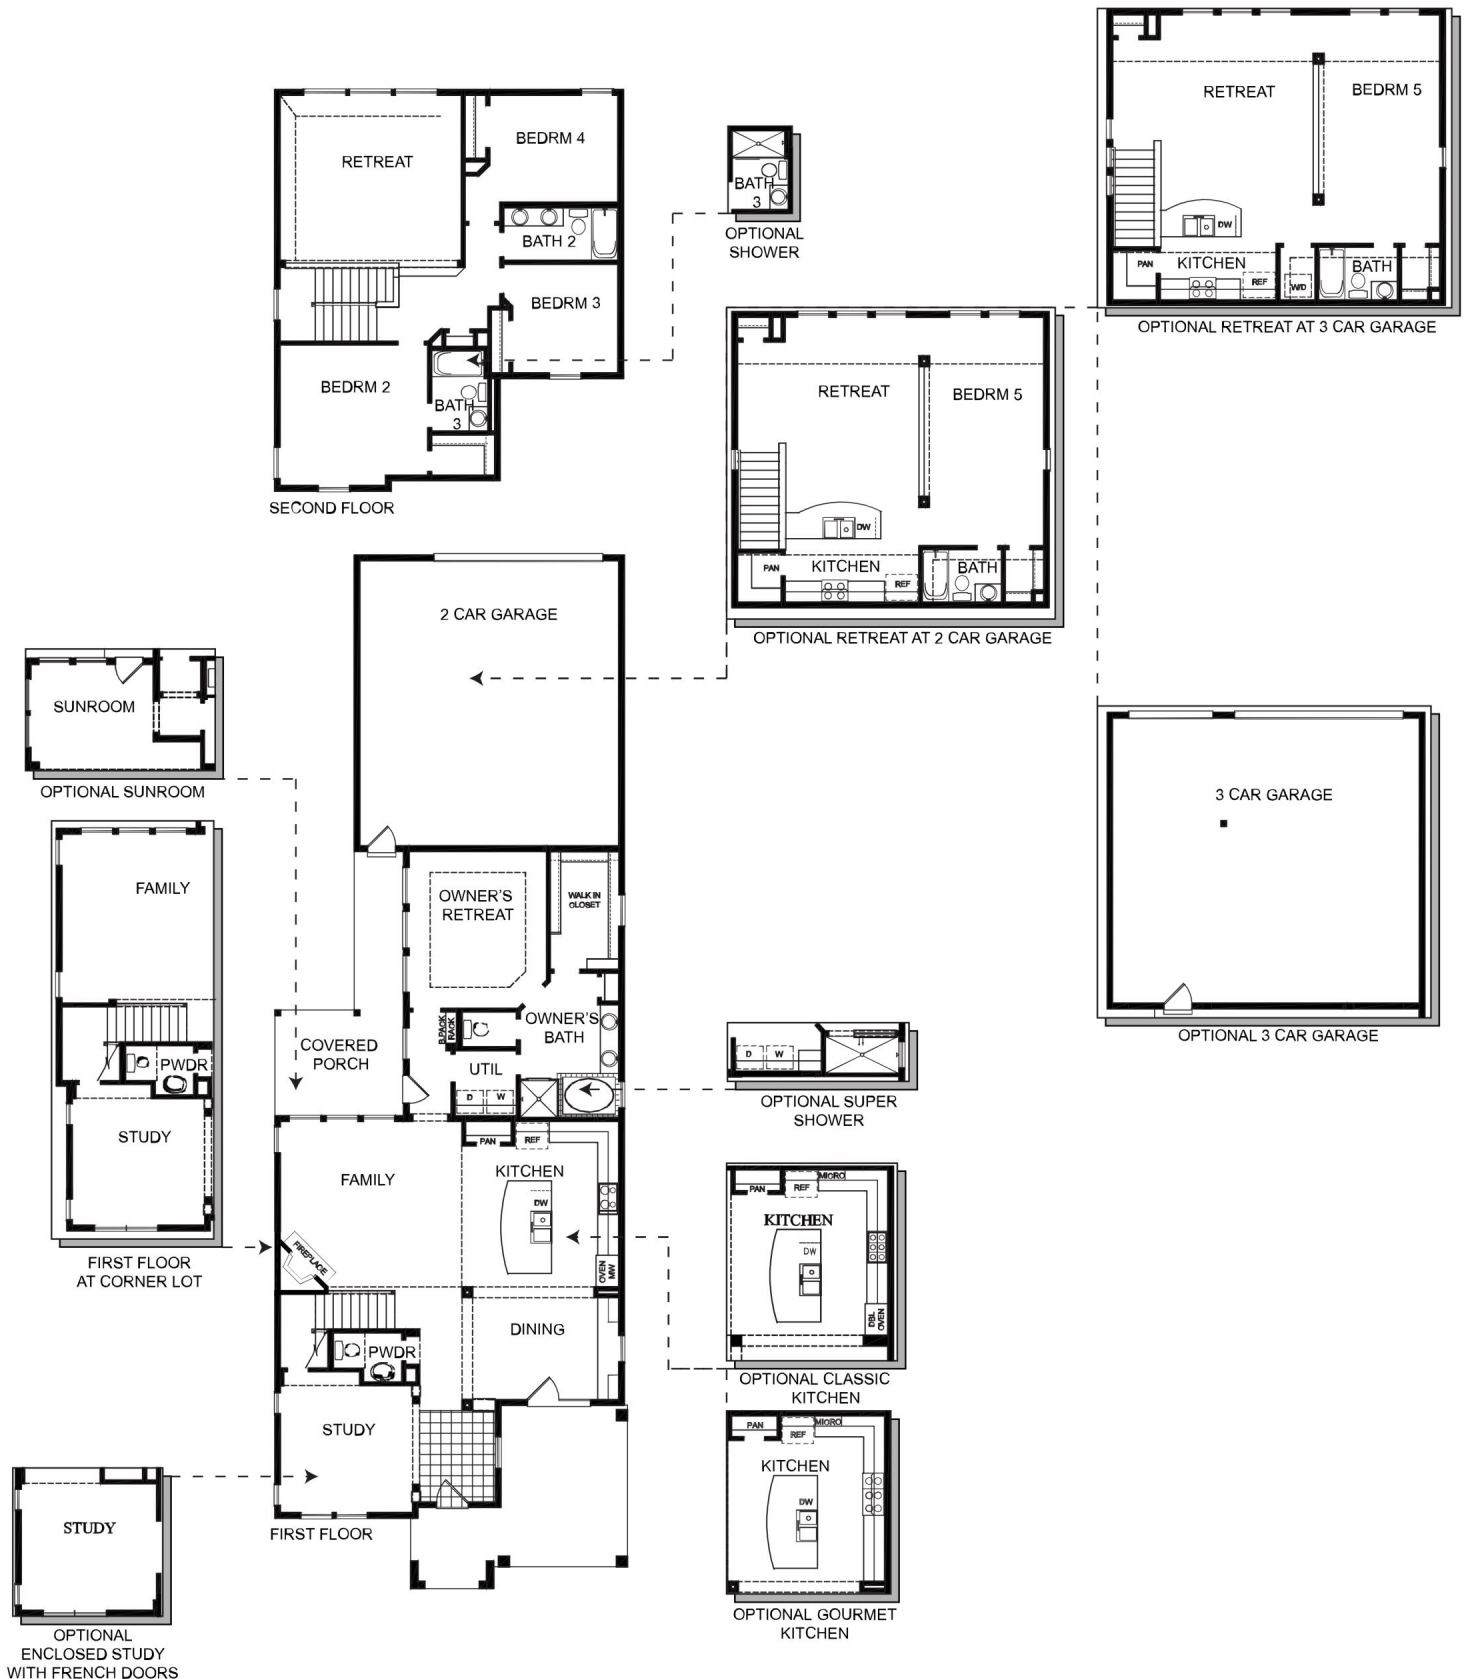 RETREAT
BEDRM 4
BATH 2
BEDRM 3
BEDRM 2
BATH
3
SECOND FLOOR
BATH
3
OPTIONAL
SHOWER
RETREAT
BEDRM 5
DW
PAN
KITCHEN
REF
W/D
BATH
OPTIONAL RETREAT AT 3 CAR GARAGE
RETREAT
BEDRM 5
DW
PAN
KITCHEN
REF
BATH
OPTIONAL RETREAT AT 2 CAR GARAGE
2 CAR GARAGE
3 CAR GARAGE
OPTIONAL 3 CAR GARAGE
SUNROOM
OPTIONAL SUNROOM
FAMILY
PWDR
STUDY
FIRST FLOOR
AT CORNER LOT
OWNER'S
RETREAT
WALK IN
CLOSET
B.PACK
RACK
OWNER'S
BATH
COVERED
PORCH
UTIL
D
W
PAN
REF
FAMILY
KITCHEN
DW
FIREPLACE
OVEN
MW
DINING
PWDR
STUDY
FIRST FLOOR
D
W
OPTIONAL SUPER
SHOWER
PAN
REF
MICRO
KITCHEN
DW
DBL
OVEN
OPTIONAL CLASSIC
KITCHEN
PAN
REF
MICRO
KITCHEN
DW
OPTIONAL GOURMET
KITCHEN
STUDY
OPTIONAL
ENCLOSED STUDY
WITH FRENCH DOORS